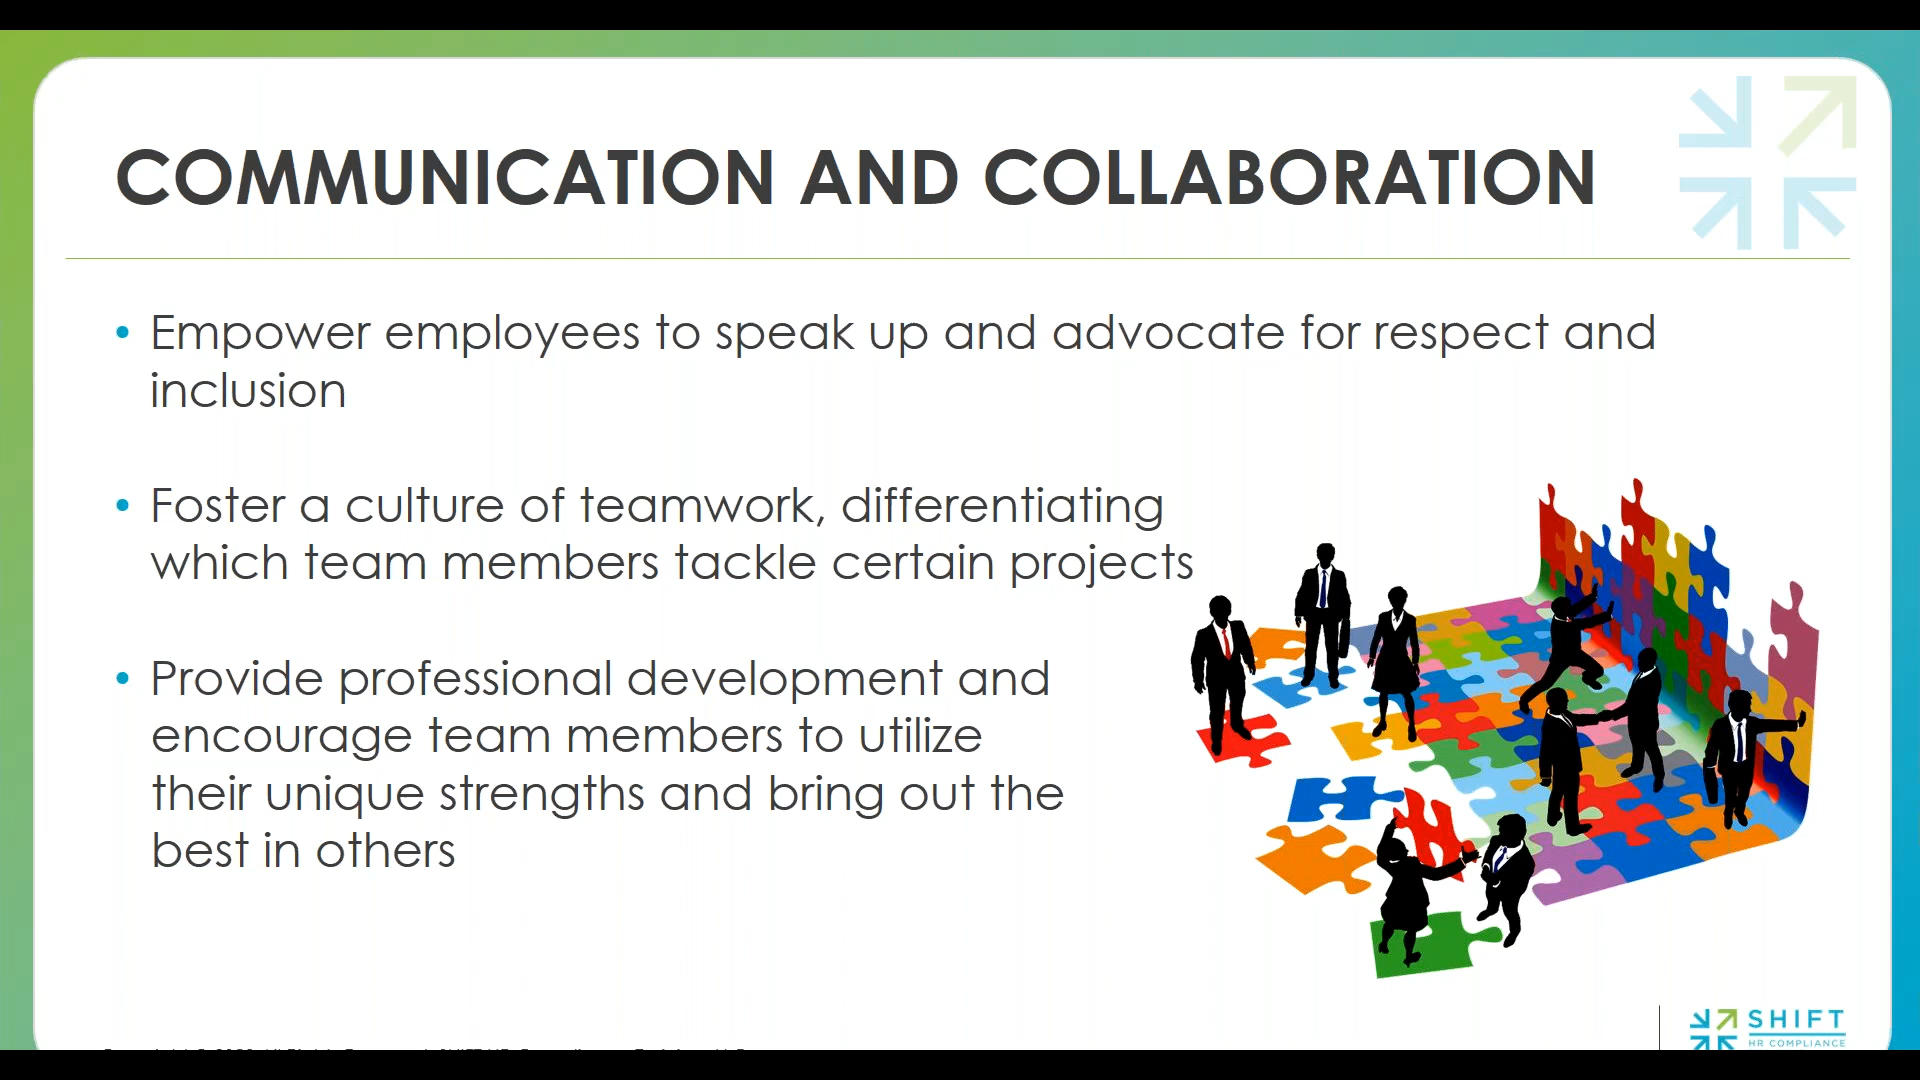 COMMUNICATION AND COLLABORATION
• Empower employees to speak up and advocate for respect and
inclusion
• Foster a culture of teamwork, differentiating
which team members tackle certain projects
• Provide professional development and
encourage team members to utilize
their unique strengths and bring out the
best in others
SHIFT
HR COMPLIANCE